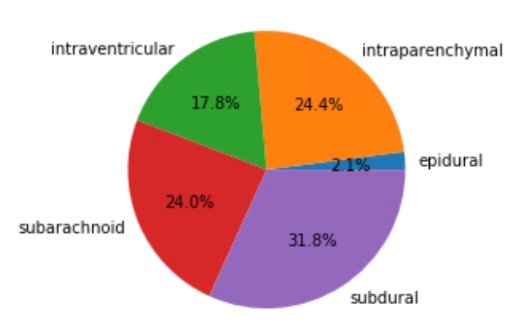 intraventricular
intraparenchymal
17.8%
24.4%
epidural
2.1%
24.0%
subarachnoid
31.8%
subdural